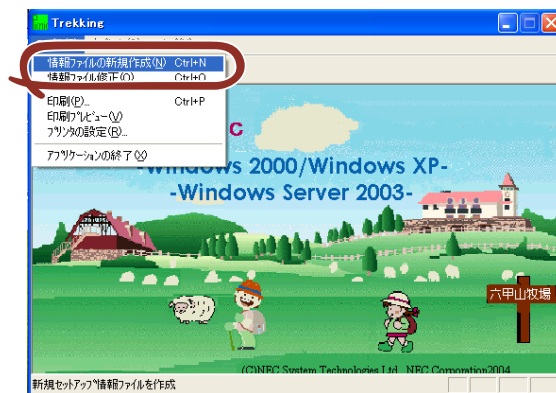 Trekking
情報ファイルの新規作成(N) Ctrl+N
情報ファイル修正(O) Ctrl+O
印刷(P)... Ctrl+P
印刷プレビュー(V)
プリンタの設定(R)...
アプリケーションの終了(X)
C
-Windows 2000/Windows XP-
-Windows Server 2003-
六甲山牧場
(C)NEC System Technologies,Ltd., NEC Corporation2004
新規セットアップ情報ファイルを作成